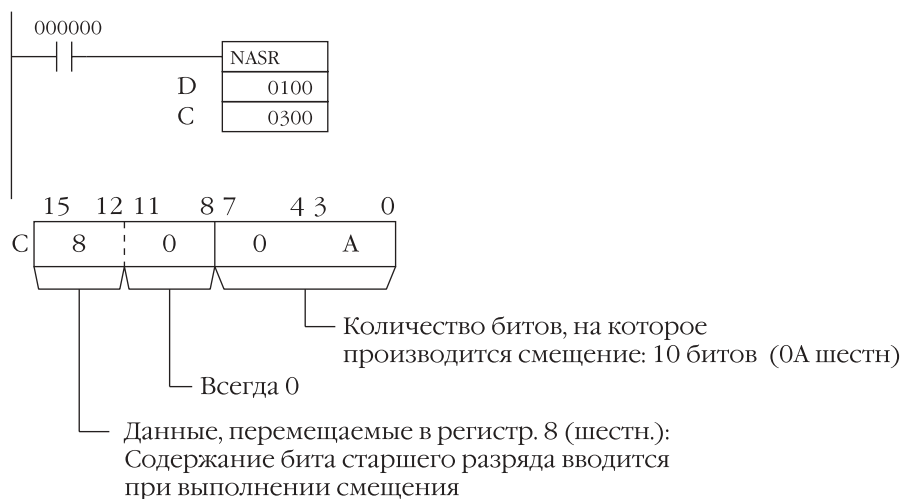 000000
NASR
D 0100
C 0300
15 12 11 8 7 4 3 0
C 8 0 0 A
Количество битов, на которое
производится смещение: 10 битов (0A шестн)
Всегда 0
Данные, перемещаемые в регистр. 8 (шестн.):
Содержание бита старшего разряда вводится
при выполнении смещения